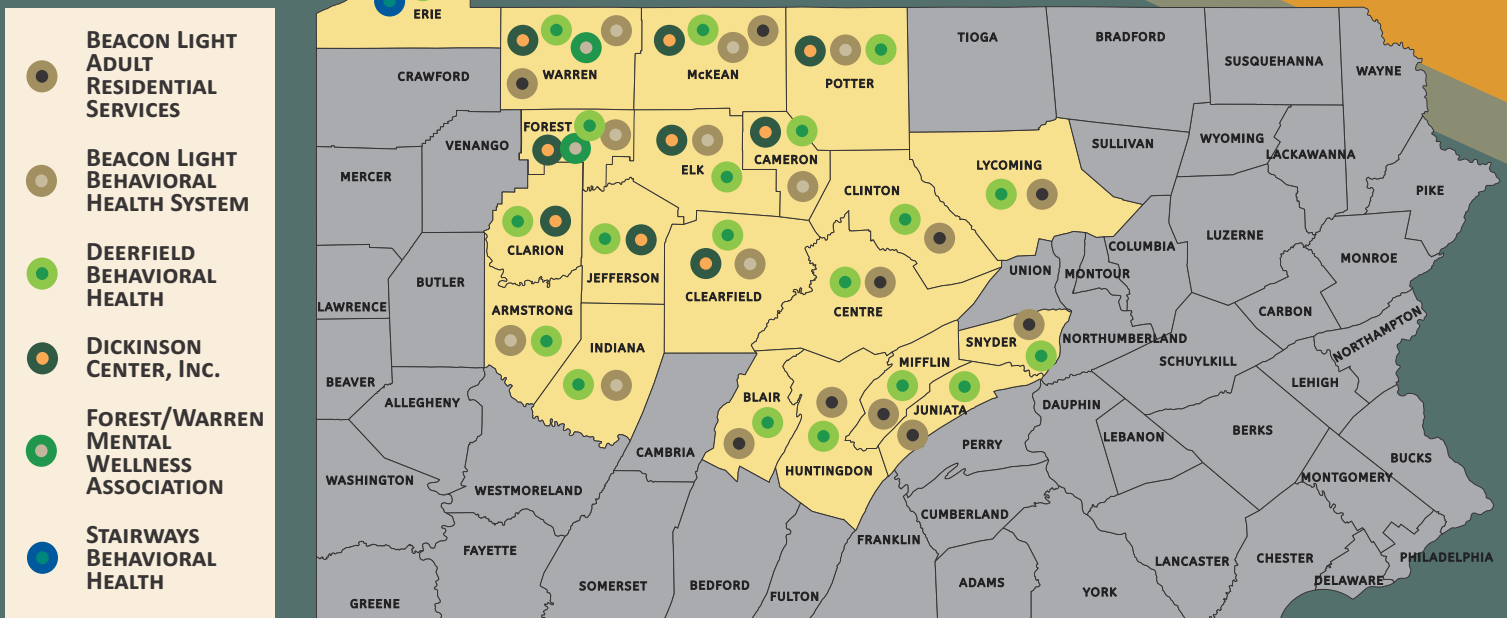 BEACON LIGHT
ADULT
RESIDENTIAL
SERVICES
BEACON LIGHT
BEHAVIORAL
HEALTH SYSTEM
DEERFIELD
BEHAVIORAL
HEALTH
DICKINSON
CENTER, INC.
FOREST/WARREN
MENTAL
WELLNESS
ASSOCIATION
STAIRWAYS
BEHAVIORAL
HEALTH
ERIE
CRAWFORD
WARREN
McKEAN
POTTER
TIOGA
BRADFORD
SUSQUEHANNA
WAYNE
MERCER
VENANGO
FOREST
ELK
CAMERON
CLINTON
LYCOMING
SULLIVAN
WYOMING
LACKAWANNA
PIKE
LAWRENCE
BUTLER
CLARION
JEFFERSON
CLEARFIELD
CENTRE
UNION
MONTOUR
COLUMBIA
LUZERNE
MONROE
CARBON
NORTHAMPTON
BEAVER
ALLEGHENY
ARMSTRONG
INDIANA
CAMBRIA
BLAIR
HUNTINGDON
MIFFLIN
JUNIATA
SNYDER
NORTHUMBERLAND
SCHUYLKILL
LEHIGH
PERRY
DAUPHIN
LEBANON
BERKS
MONTGOMERY
BUCKS
WASHINGTON
WESTMORELAND
GREENE
FAYETTE
SOMERSET
BEDFORD
FULTON
FRANKLIN
CUMBERLAND
ADAMS
YORK
LANCASTER
CHESTER
DELAWARE
PHILADELPHIA